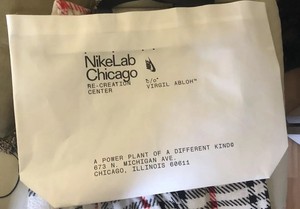 NikeLab
Chicago
RE-CREATION c/o VIRGIL ABLOH™
CENTER
A POWER PLANT OF A DIFFERENT KIND©
673 N. MICHIGAN AVE.
CHICAGO, ILLINOIS 60611